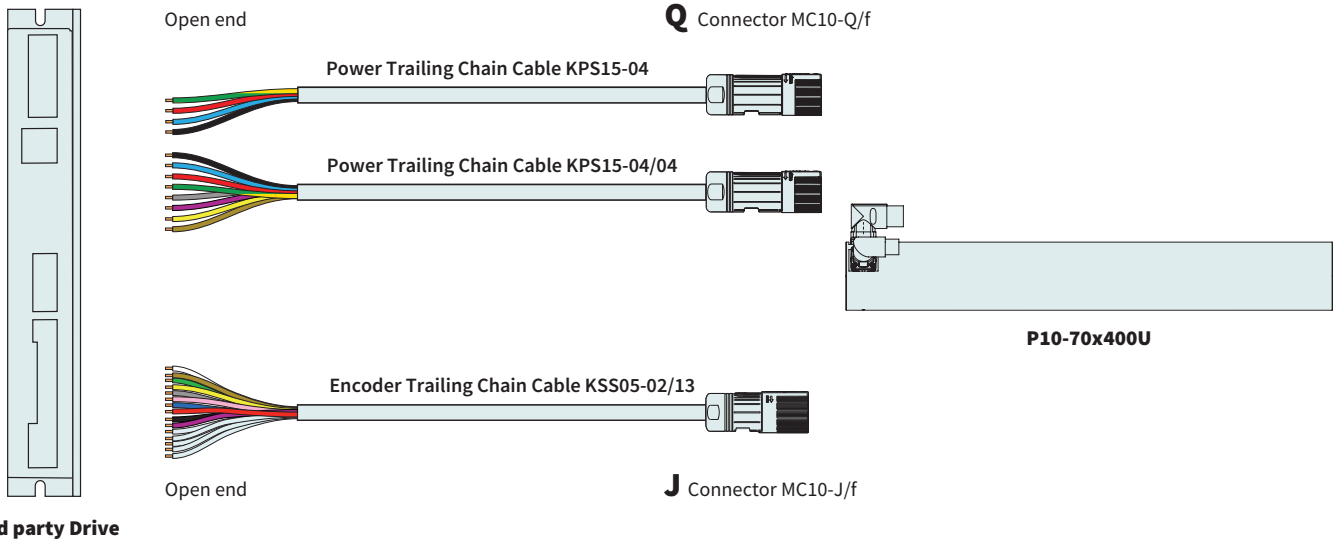 Open end
Q Connector MC10-Q/f
Power Trailing Chain Cable KPS15-04
Power Trailing Chain Cable KPS15-04/04
P10-70x400U
Encoder Trailing Chain Cable KSS05-02/13
Open end
J Connector MC10-J/f
d party Drive